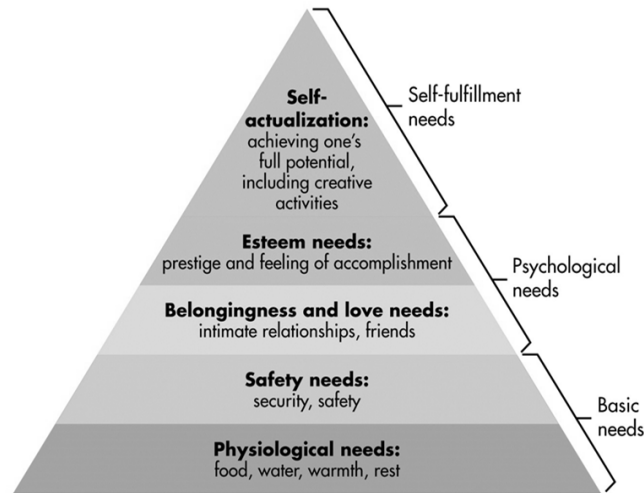 Self-
actualization:
achieving one's
full potential,
including creative
activities
Self-fulfillment
needs
Esteem needs:
prestige and feeling of accomplishment
Psychological
needs
Belongingness and love needs:
intimate relationships, friends
Safety needs:
security, safety
Basic
needs
Physiological needs:
food, water, warmth, rest